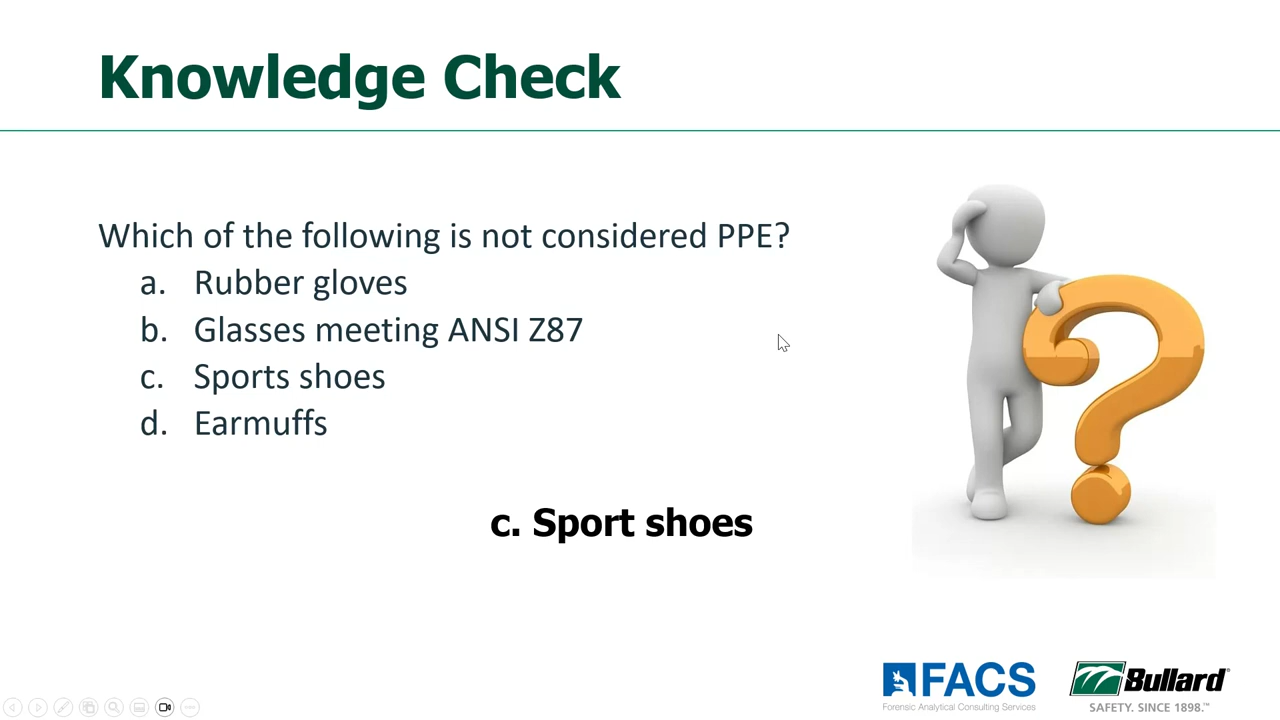 Knowledge Check
Which of the following is not considered PPE?
a. Rubber gloves
b. Glasses meeting ANSI Z87
c. Sports shoes
d. Earmuffs
c. Sport shoes
FACS
Forensic Analytical Consulting Services
Bullard®
SAFETY. SINCE 1898.™